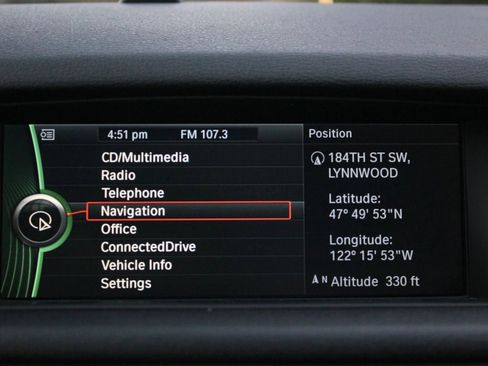 4:51 pm FM 107.3 Position
CD/Multimedia
Radio
Telephone
Navigation
Office
ConnectedDrive
Vehicle Info
Settings
184TH ST SW,
LYNNWOOD
Latitude:
47° 49' 53"N
Longitude:
122° 15' 53"W
N Altitude 330 ft